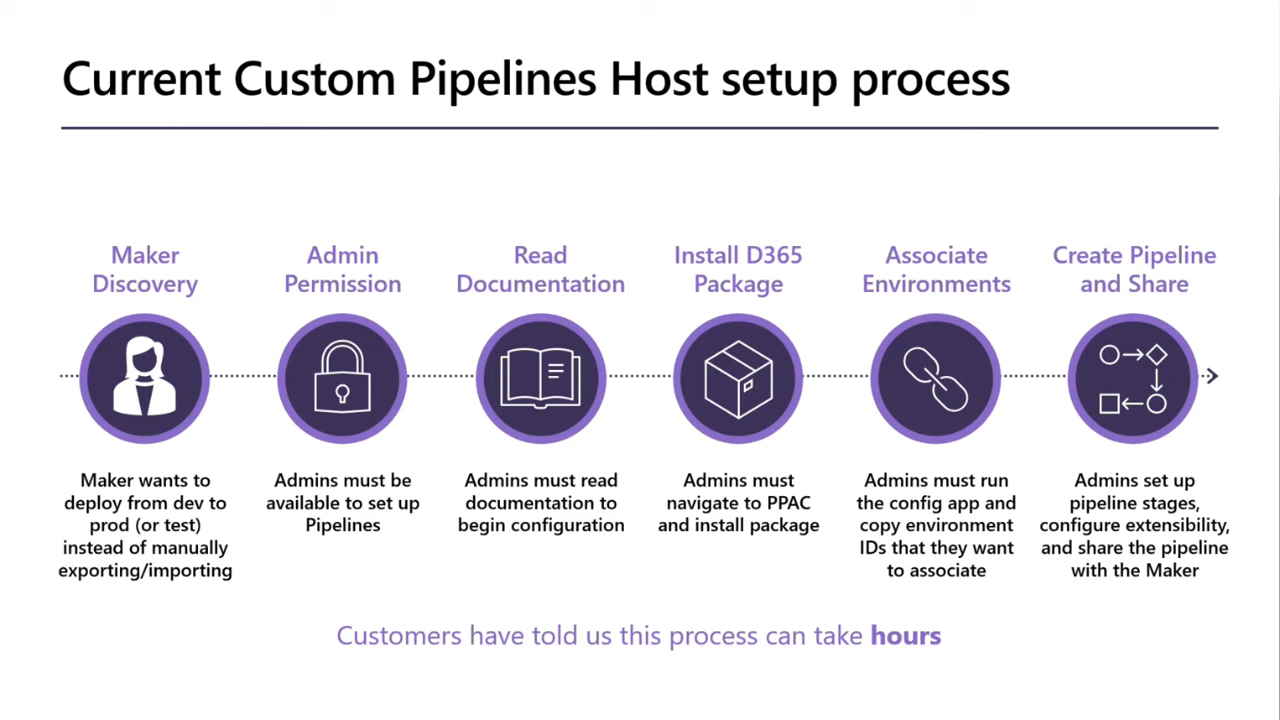 Current Custom Pipelines Host setup process
Maker
Discovery
Admin
Permission
Read
Documentation
Install D365
Package
Associate
Environments
Create Pipeline
and Share
Maker wants to
deploy from dev to
prod (or test)
instead of manually
exporting/importing
Admins must be
available to set up
Pipelines
Admins must read
documentation to
begin configuration
Admins must
navigate to PPAC
and install package
Admins must run
the config app and
copy environment
IDs that they want
to associate
Admins set up
pipeline stages,
configure extensibility,
and share the pipeline
with the Maker
Customers have told us this process can take hours